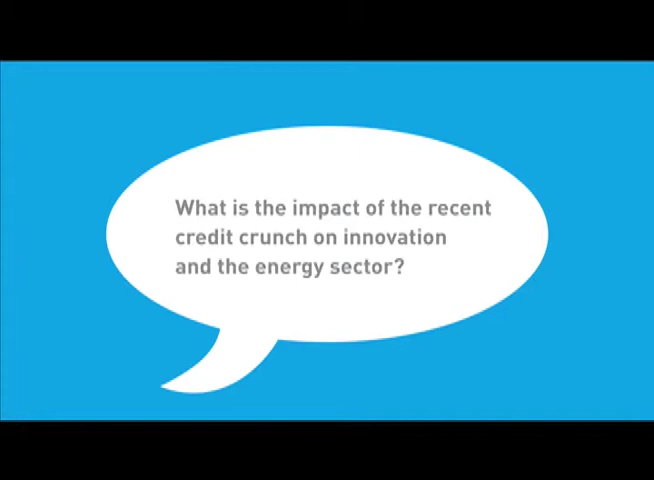 What is the impact of the recent
credit crunch on innovation
and the energy sector?